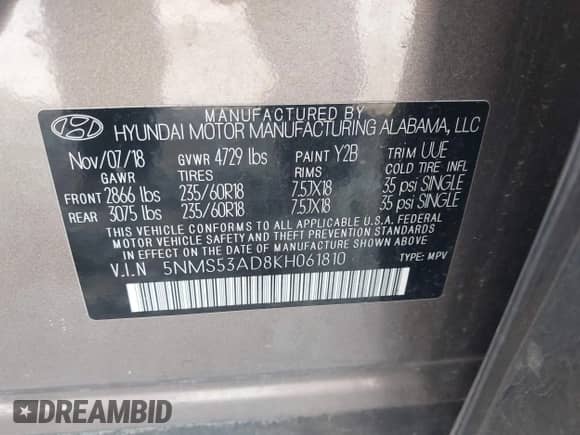 MANUFACTURED BY
HYUNDAI MOTOR MANUFACTURING ALABAMA, LLC
Nov/07/18 GVWR 4729 lbs PAINT Y2B TRIM UUE
GAWR TIRES RIMS COLD TIRE INFL
FRONT 2866 lbs 235/60R18 7.5JX18 35 psi SINGLE
REAR 3075 lbs 235/60R18 7.5JX18 35 psi SINGLE
THIS VEHICLE CONFORMS TO ALL APPLICABLE U.S.A. FEDERAL
MOTOR VEHICLE SAFETY AND THEFT PREVENTION STANDARDS
IN EFFECT ON THE DATE OF MANUFACTURE SHOWN ABOVE.
V.I.N 5NMS53AD8KH061810 TYPE: MPV
DREAMBID